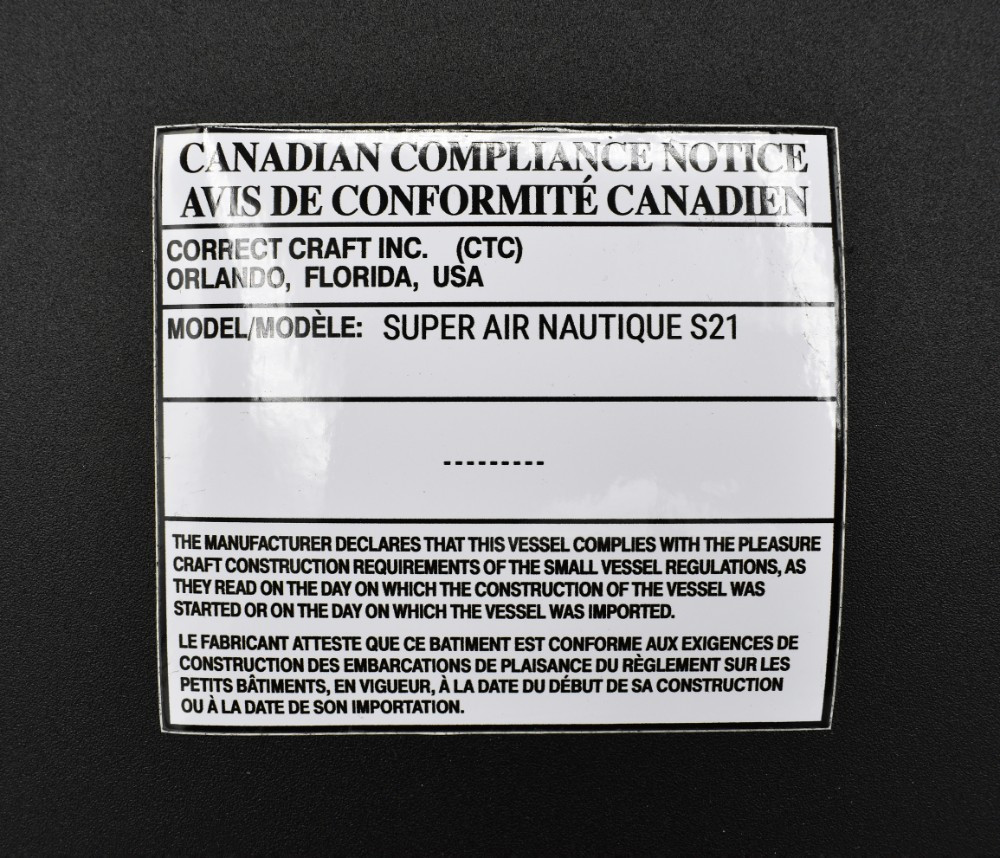 CANADIAN COMPLIANCE NOTICE
AVIS DE CONFORMITÉ CANADIEN
CORRECT CRAFT INC. (CTC)
ORLANDO, FLORIDA, USA
MODEL/MODÈLE: SUPER AIR NAUTIQUE S21
---------
THE MANUFACTURER DECLARES THAT THIS VESSEL COMPLIES WITH THE PLEASURE
CRAFT CONSTRUCTION REQUIREMENTS OF THE SMALL VESSEL REGULATIONS, AS
THEY READ ON THE DAY ON WHICH THE CONSTRUCTION OF THE VESSEL WAS
STARTED OR ON THE DAY ON WHICH THE VESSEL WAS IMPORTED.
LE FABRICANT ATTESTE QUE CE BATIMENT EST CONFORME AUX EXIGENCES DE
CONSTRUCTION DES EMBARCATIONS DE PLAISANCE DU RÈGLEMENT SUR LES
PETITS BÂTIMENTS, EN VIGUEUR, À LA DATE DU DÉBUT DE SA CONSTRUCTION
OU À LA DATE DE SON IMPORTATION.